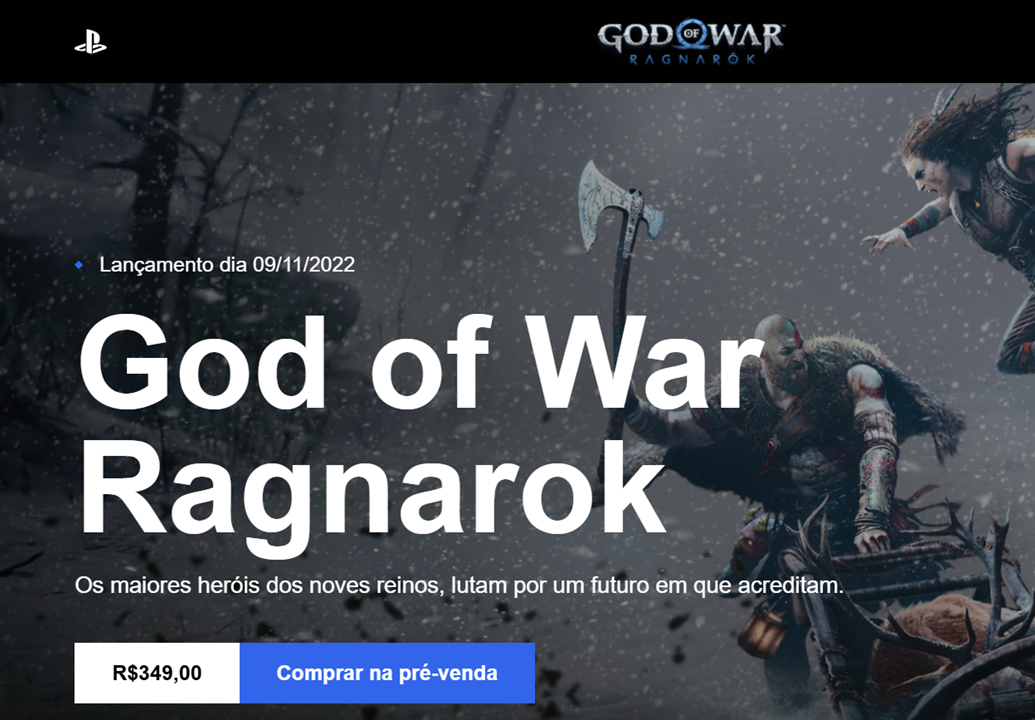 GOD OF WAR
RAGNARÖK
Lançamento dia 09/11/2022
God of War
Ragnarok
Os maiores heróis dos noves reinos, lutam por um futuro em que acreditam.
R$349,00 Comprar na pré-venda